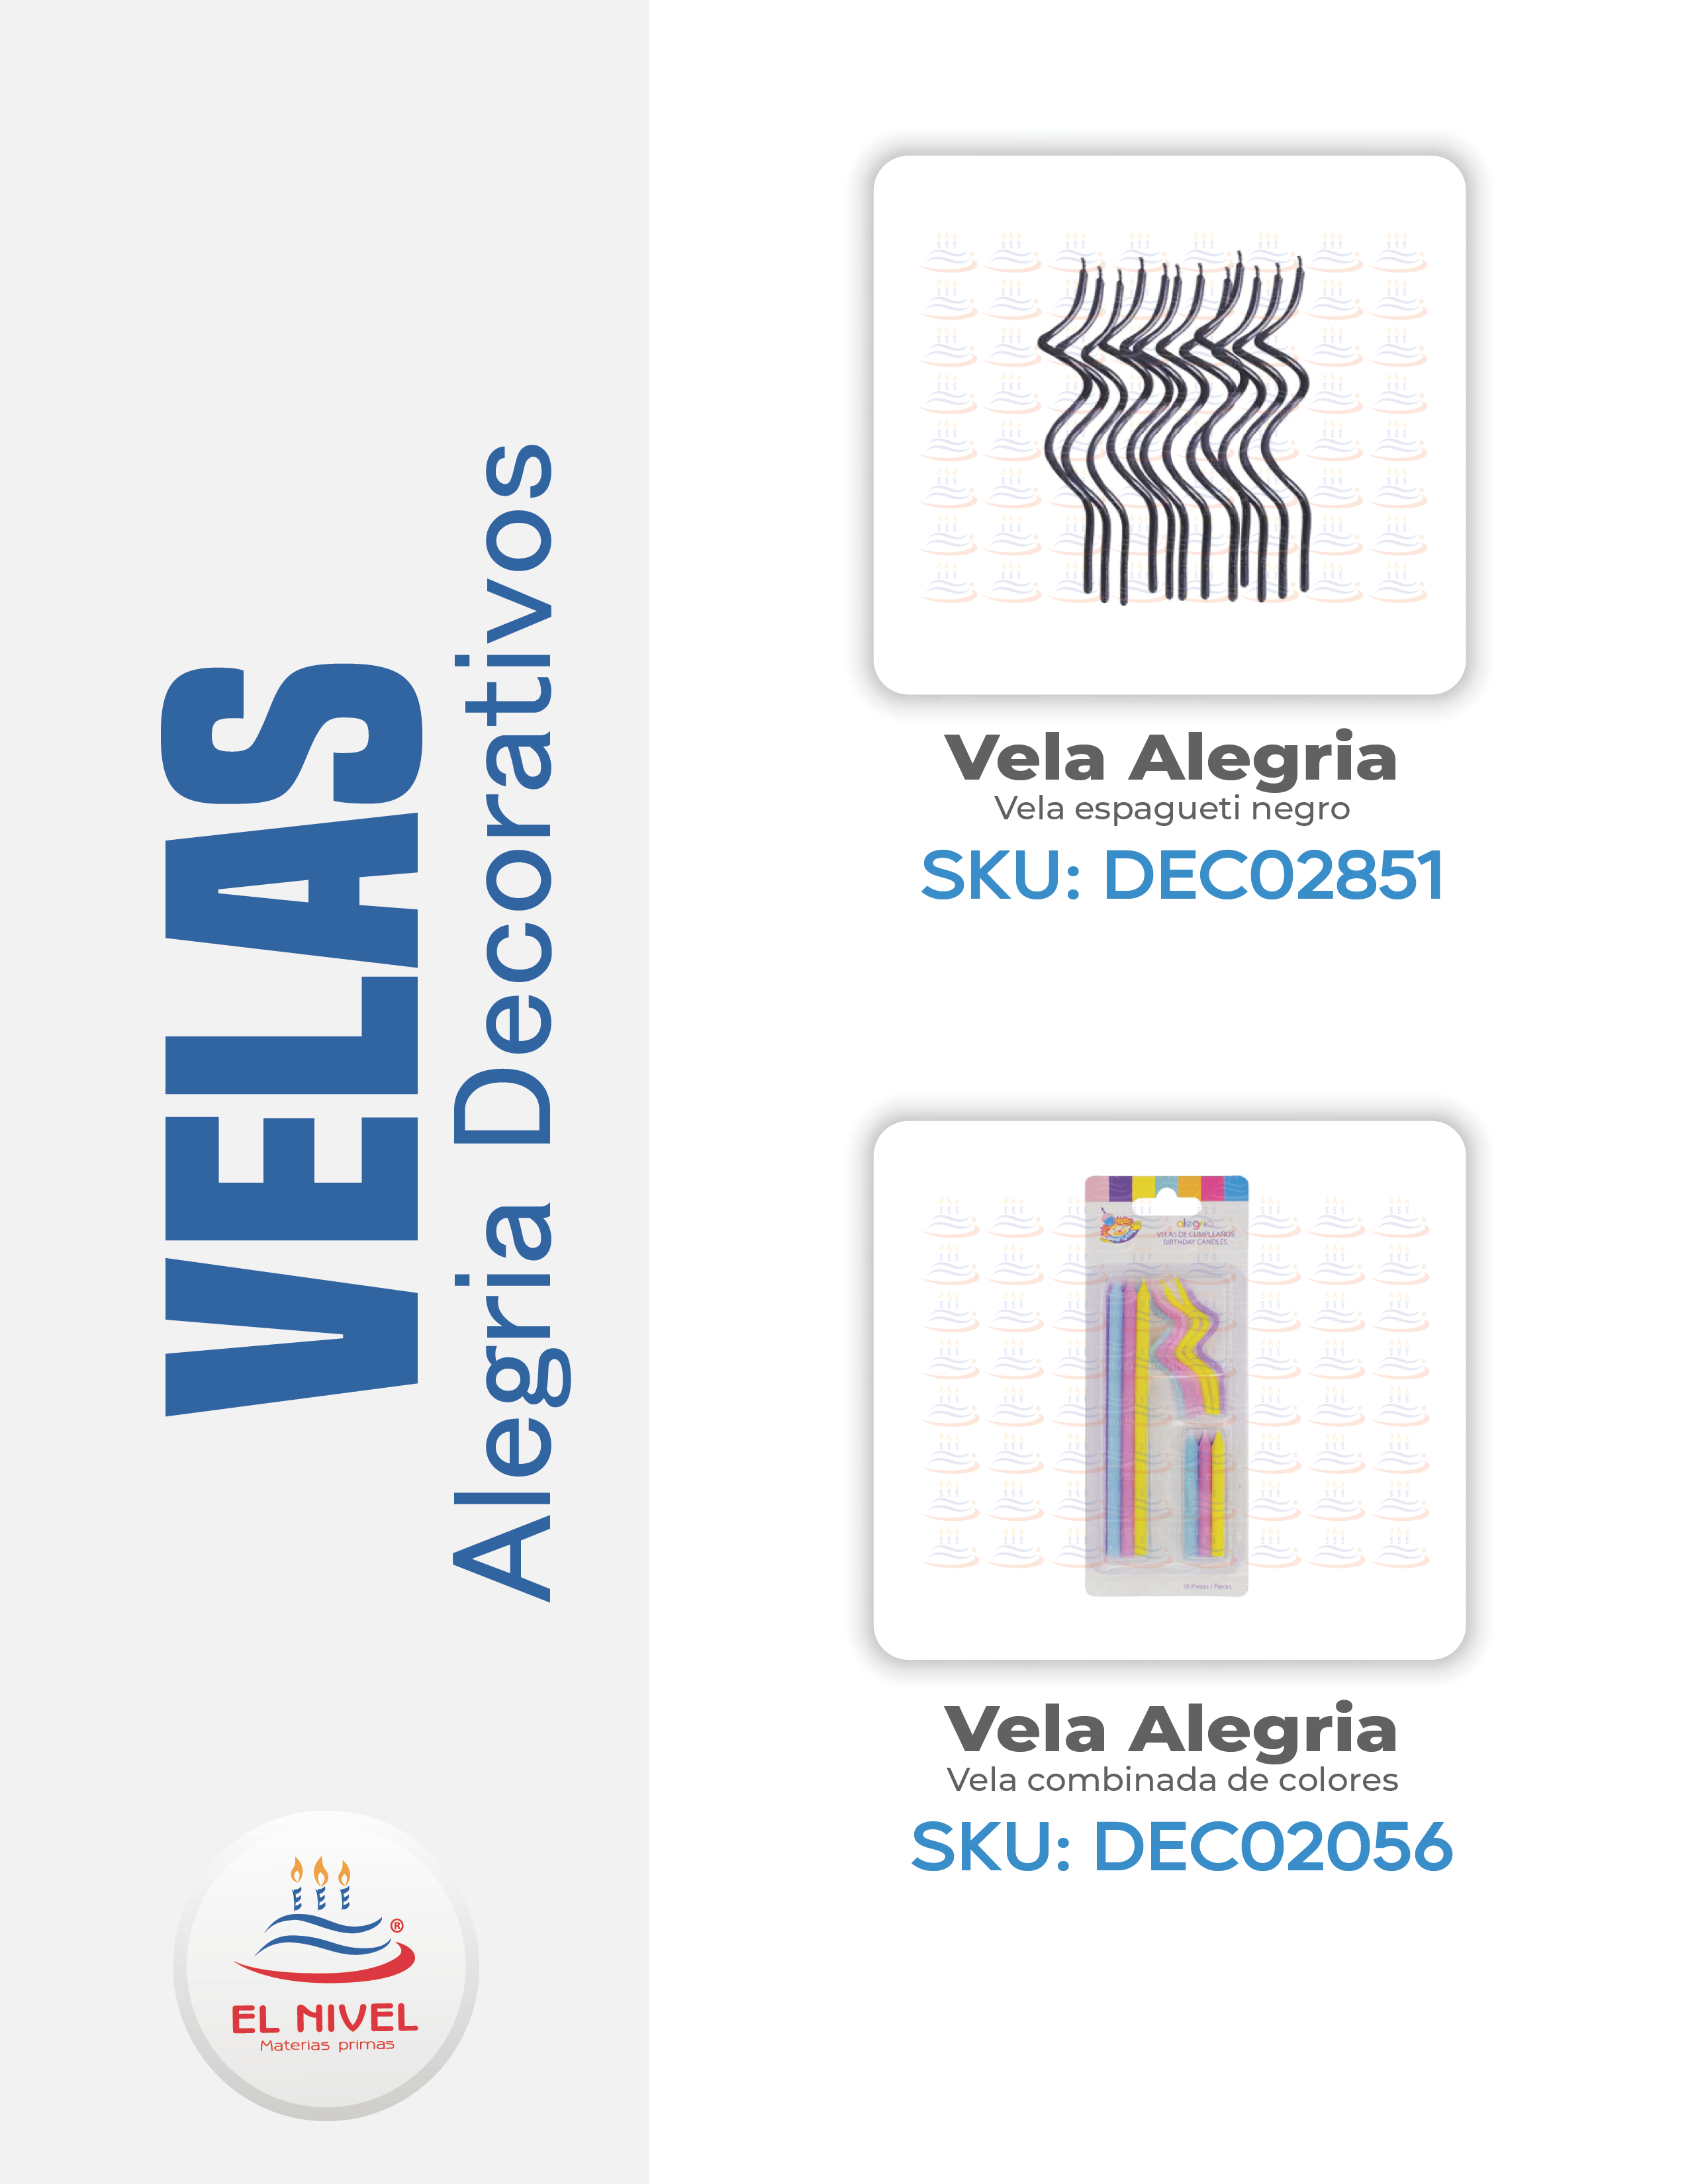 VELAS
Alegria Decorativos
Vela Alegria
Vela espagueti negro
SKU: DEC02851
alegria
VELAS DE CUMPLEAÑOS
BIRTHDAY CANDLES
18 Piezas / Pieces
Vela Alegria
Vela combinada de colores
SKU: DEC02056
®
EL NIVEL
Materias primas